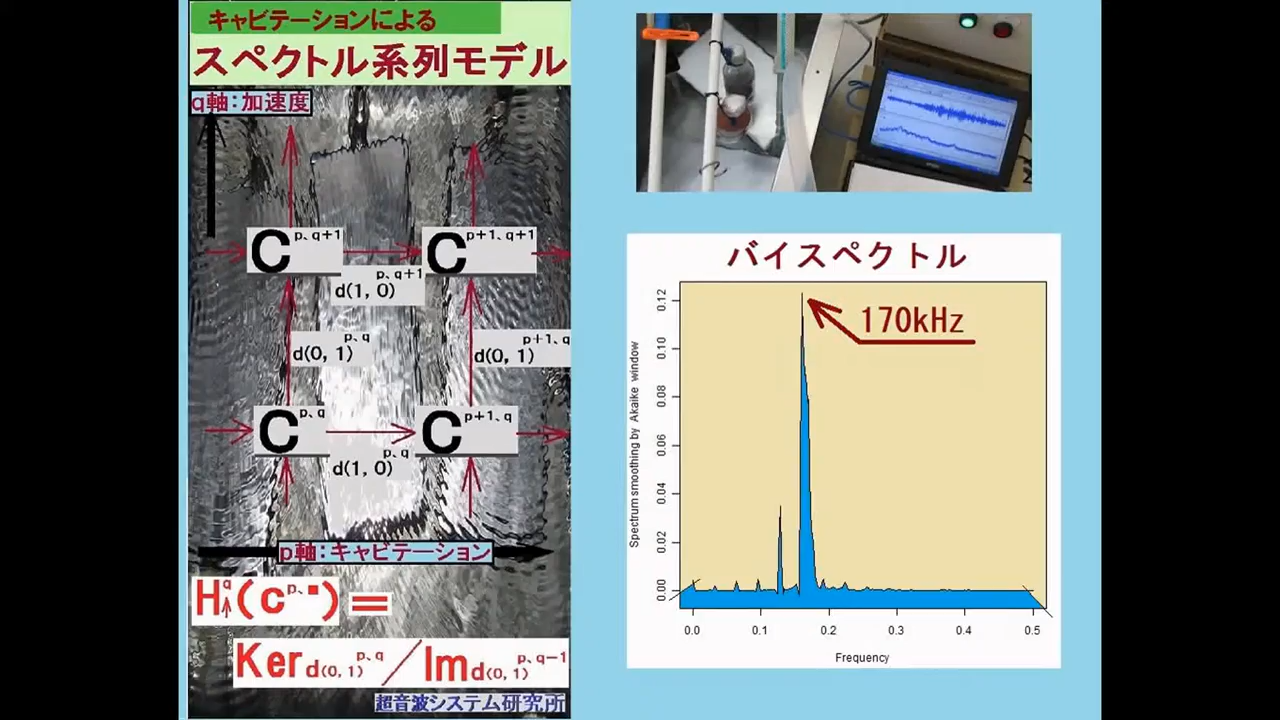 キャビテーションによる
スペクトル系列モデル
q軸:加速度
C p、q+1
C p+1、q+1
d(1,0) p、q+1
d(0,1) p、q
d(0,1) p+1、q
C p、q
C p+1、q
d(1,0) p、q
p軸:キャビテーション
H↑q(Cp、■)=
Ker d(0,1) p、q/Im d(0,1) p、q-1
超音波システム研究所
バイスペクトル
170kHz
Spectrum smoothing by Akaike window
0.12
0.10
0.08
0.06
0.04
0.02
0.00
0.0 0.1 0.2 0.3 0.4 0.5
Frequency